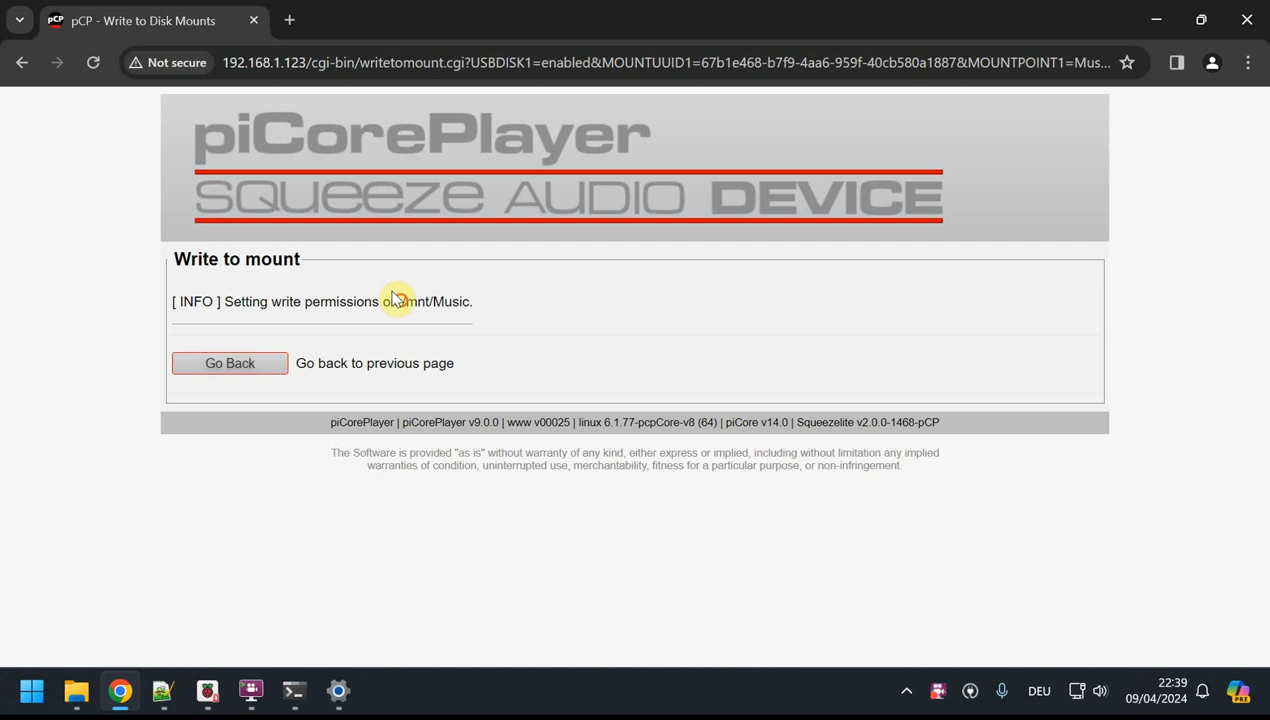 pCP pCP - Write to Disk Mounts
Not secure 192.168.1.123/cgi-bin/writetomount.cgi?USBDISK1=enabled&MOUNTUUID1=67b1e468-b7f9-4aa6-959f-40cb580a1887&MOUNTPOINT1=Mus...
piCorePlayer
SQUEEZE AUDIO DEVICE
Write to mount
[ INFO ] Setting write permissions /mnt/Music.
Go Back Go back to previous page
piCorePlayer | piCorePlayer v9.0.0 | www v00025 | linux 6.1.77-pcpCore-v8 (64) | piCore v14.0 | Squeezelite v2.0.0-1468-pCP
The Software is provided "as is" without warranty of any kind, either express or implied, including without limitation any implied
warranties of condition, uninterrupted use, merchantability, fitness for a particular purpose, or non-infringement.
DEU
22:39
09/04/2024
PRE